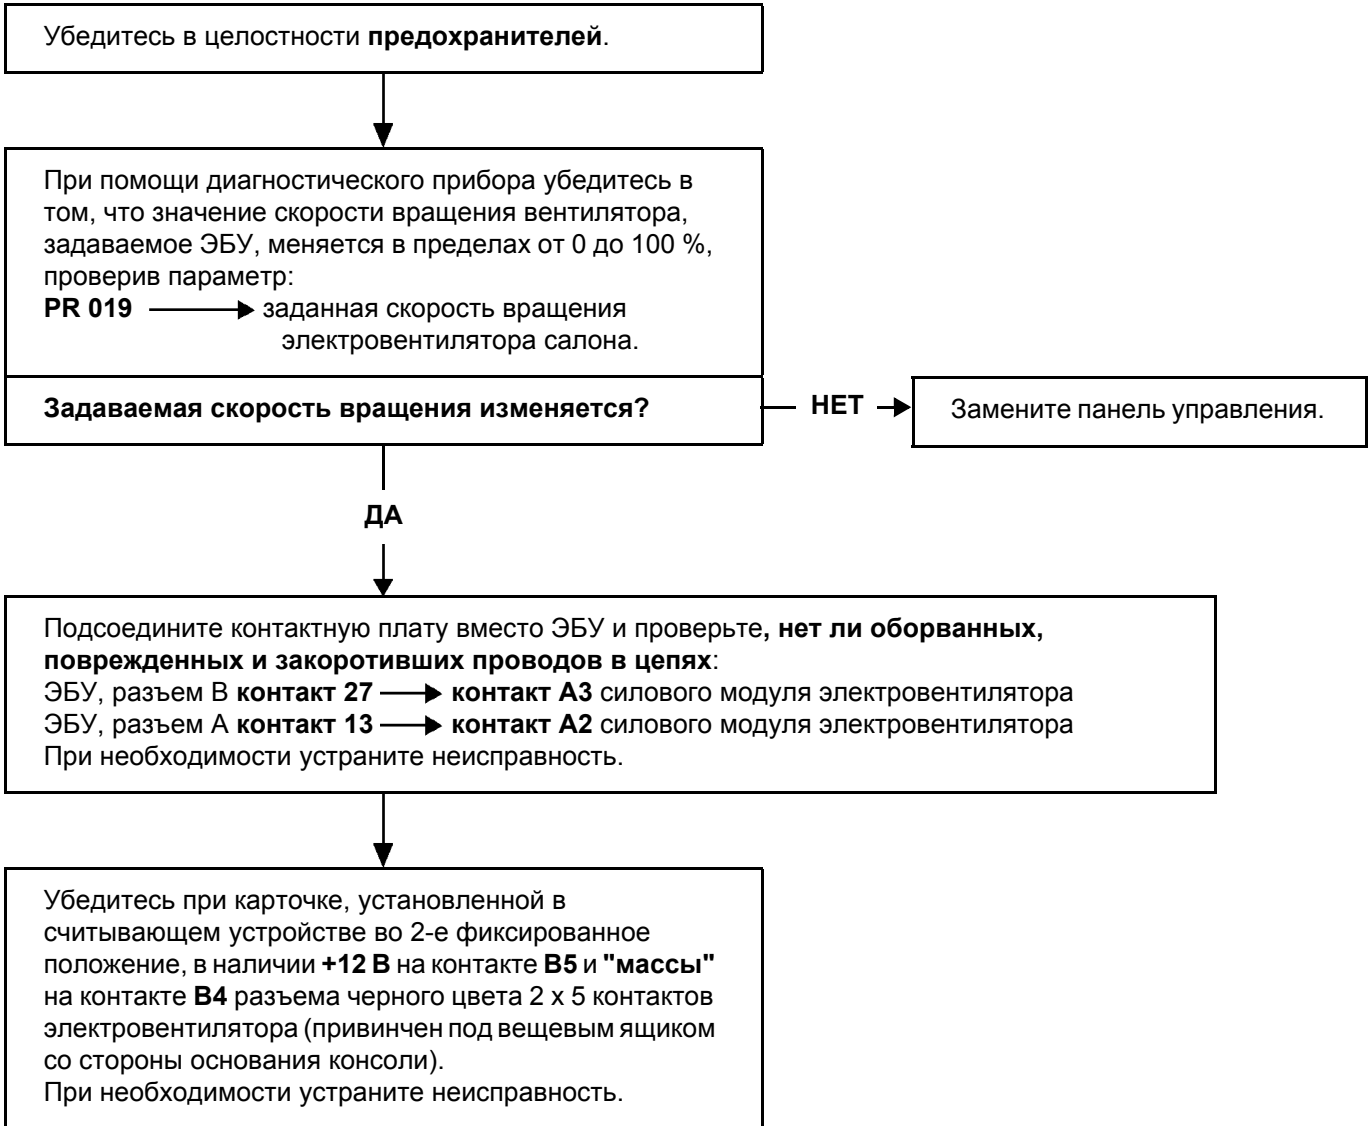 Убедитесь в целостности предохранителей.
При помощи диагностического прибора убедитесь в
том, что значение скорости вращения вентилятора,
задаваемое ЭБУ, меняется в пределах от 0 до 100 %,
проверив параметр:
PR 019 заданная скорость вращения
электровентилятора салона.
Задаваемая скорость вращения изменяется?
НЕТ
Замените панель управления.
ДА
Подсоедините контактную плату вместо ЭБУ и проверьте, нет ли оборванных,
поврежденных и закоротивших проводов в цепях:
ЭБУ, разъем В контакт 27 контакт А3 силового модуля электровентилятора
ЭБУ, разъем А контакт 13 контакт А2 силового модуля электровентилятора
При необходимости устраните неисправность.
Убедитесь при карточке, установленной в
считывающем устройстве во 2-е фиксированное
положение, в наличии +12 В на контакте В5 и "массы"
на контакте В4 разъема черного цвета 2 х 5 контактов
электровентилятора (привинчен под вещевым ящиком
со стороны основания консоли).
При необходимости устраните неисправность.